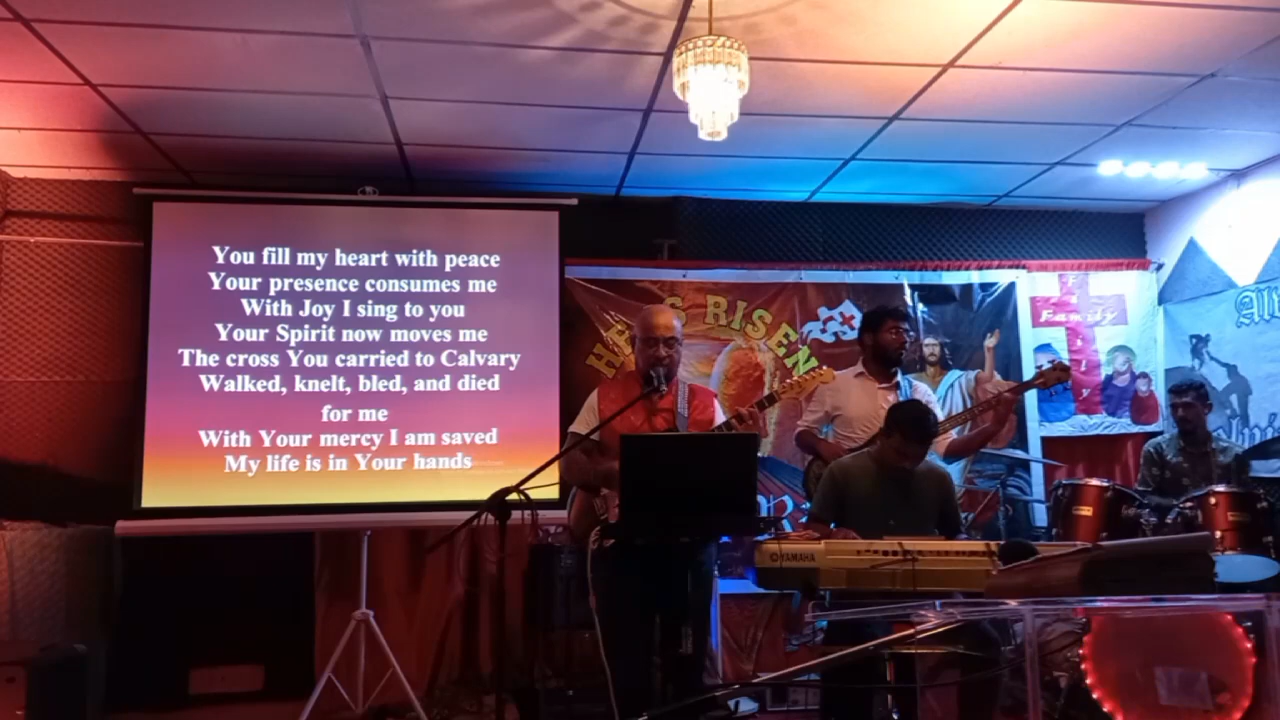 You fill my heart with peace
Your presence consumes me
With Joy I sing to you
Your Spirit now moves me
The cross You carried to Calvary
Walked, knelt, bled, and died
for me
With Your mercy I am saved
My life is in Your hands
RISEN
Family
YAMAHA